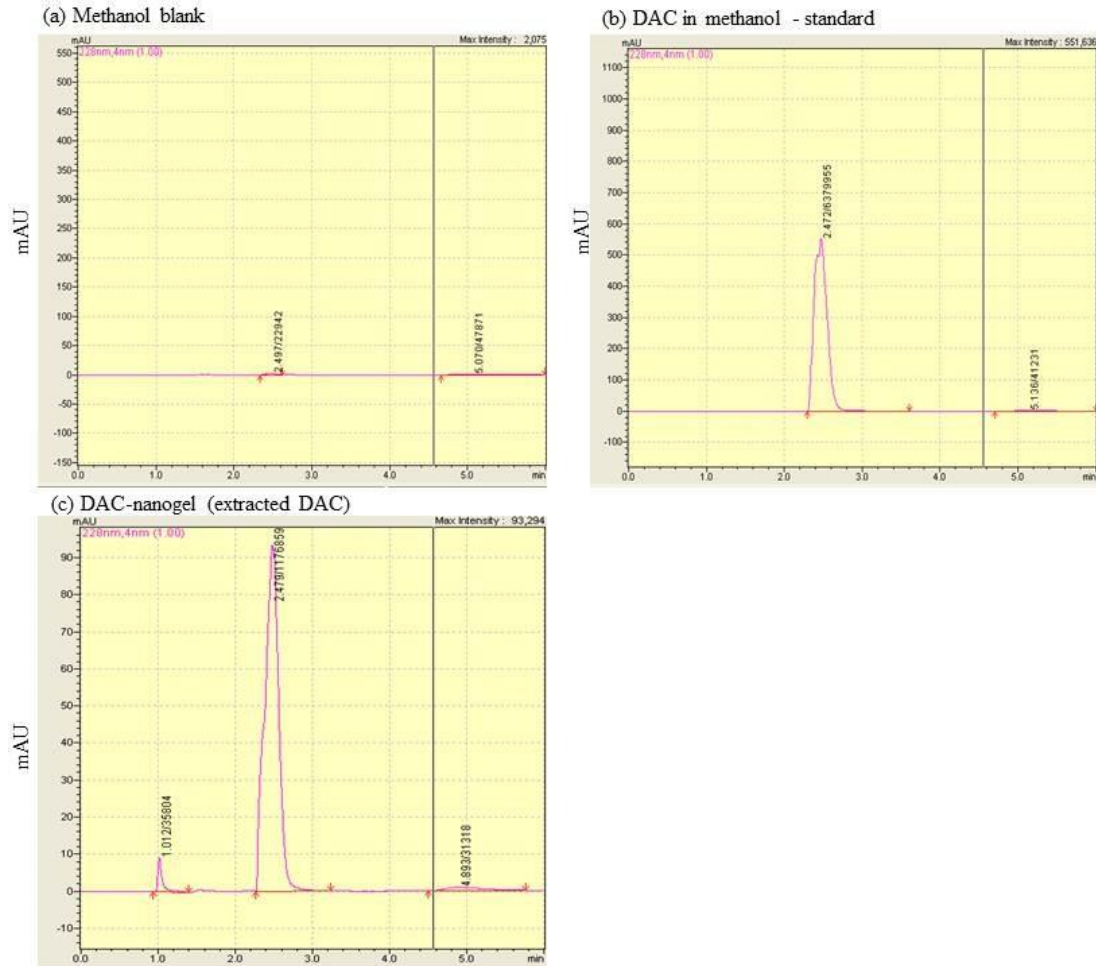 (a) Methanol blank
mAU
Max Intensity : 2,075
228nm,4nm (1.00)
550
500
450
400
350
300
250
200
150
100
50
0
-50
-100
-150
mAU
2.497/22942
5.070/47871
0.0 1.0 2.0 3.0 4.0 5.0 min
(b) DAC in methanol - standard
mAU
Max Intensity : 551,636
228nm,4nm (1.00)
1100
1000
900
800
700
600
500
400
300
200
100
0
-100
mAU
2.472/6379955
5.136/41231
0.0 1.0 2.0 3.0 4.0 5.0 min
(c) DAC-nanogel (extracted DAC)
mAU
Max Intensity : 93,294
228nm,4nm (1.00)
90
80
70
60
50
40
30
20
10
0
-10
mAU
1.012/35804
2.479/1176859
4.893/31318
0.0 1.0 2.0 3.0 4.0 5.0 min